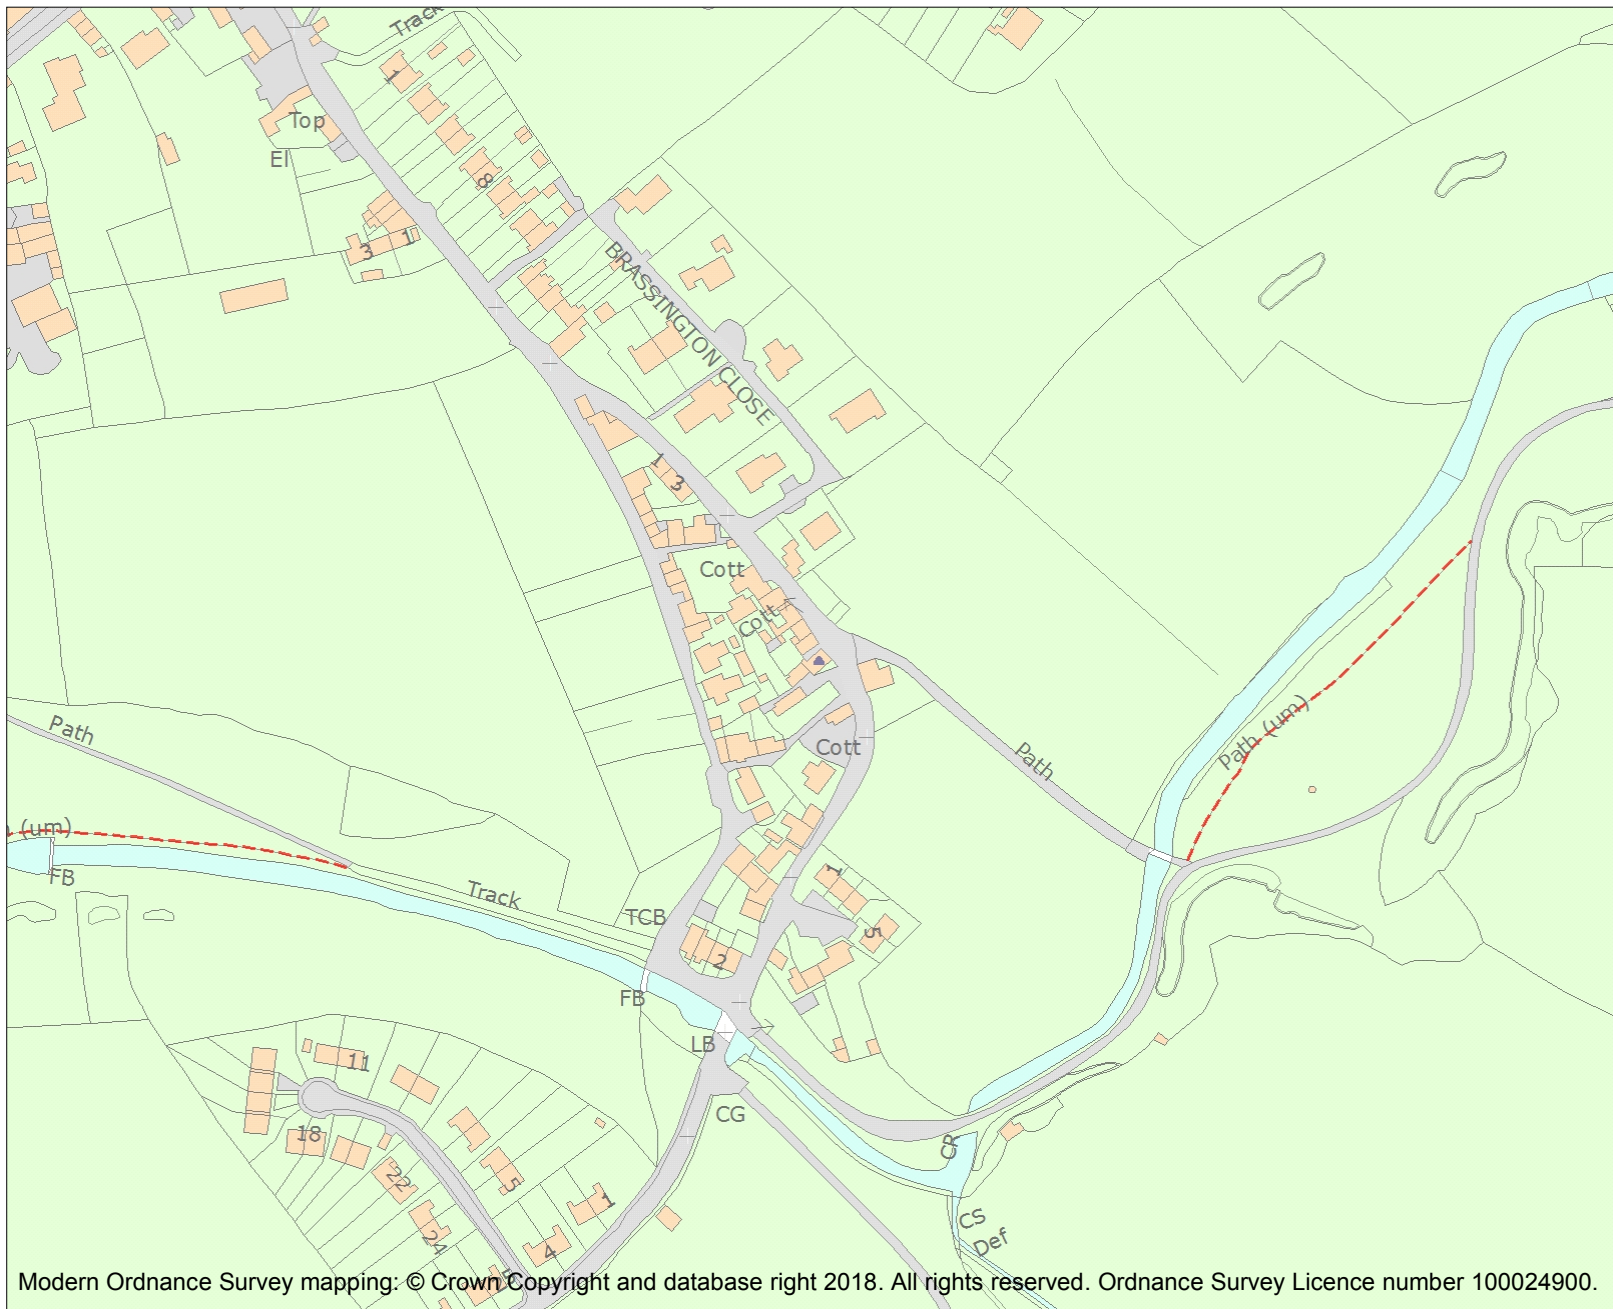 Track
1
Top
El
8
3
1
BRASSINGTON CLOSE
1
3
Cott
Cott
Path
Path (um)
Cott
Path
(um)
FB
Track
TCB
1
5
2
FB
LB
11
CG
18
CR
22
5
1
24
4
CS
Def
Modern Ordnance Survey mapping: © Crown Copyright and database right 2018. All rights reserved. Ordnance Survey Licence number 100024900.